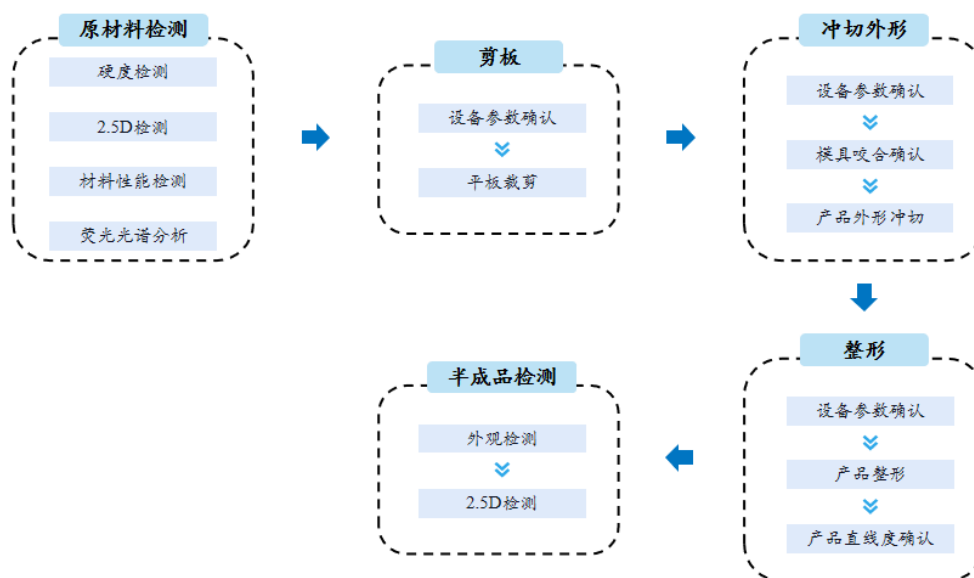 原材料检测
硬度检测
2.5D检测
材料性能检测
荧光光谱分析
剪板
设备参数确认
平板裁剪
冲切外形
设备参数确认
模具咬合确认
产品外形冲切
整形
设备参数确认
产品整形
产品直线度确认
半成品检测
外观检测
2.5D检测